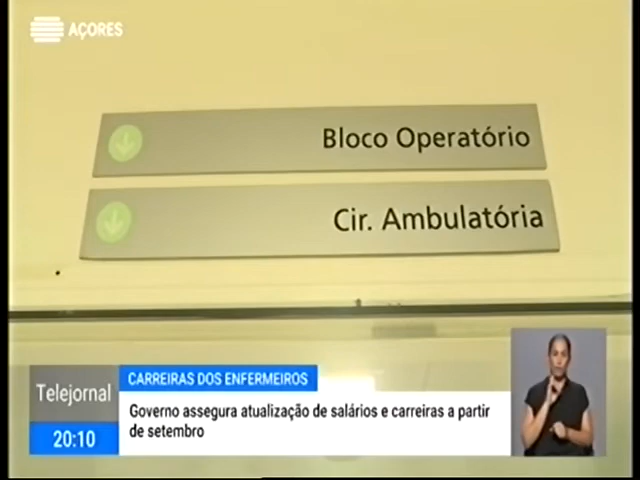 AÇORES
Bloco Operatório
Cir. Ambulatória
Telejornal
20:10
CARREIRAS DOS ENFERMEIROS
Governo assegura atualização de salários e carreiras a partir
de setembro